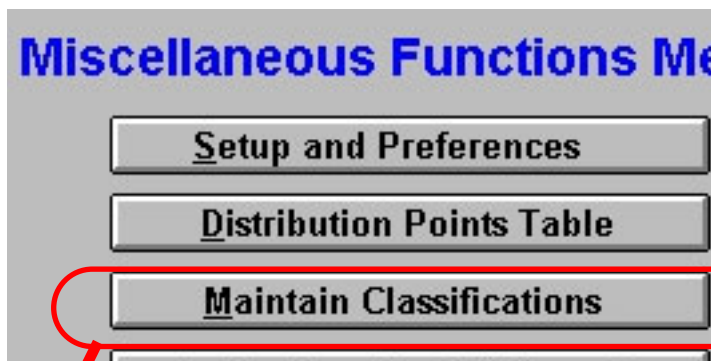 Miscellaneous Functions Me
Setup and Preferences
Distribution Points Table
Maintain Classifications